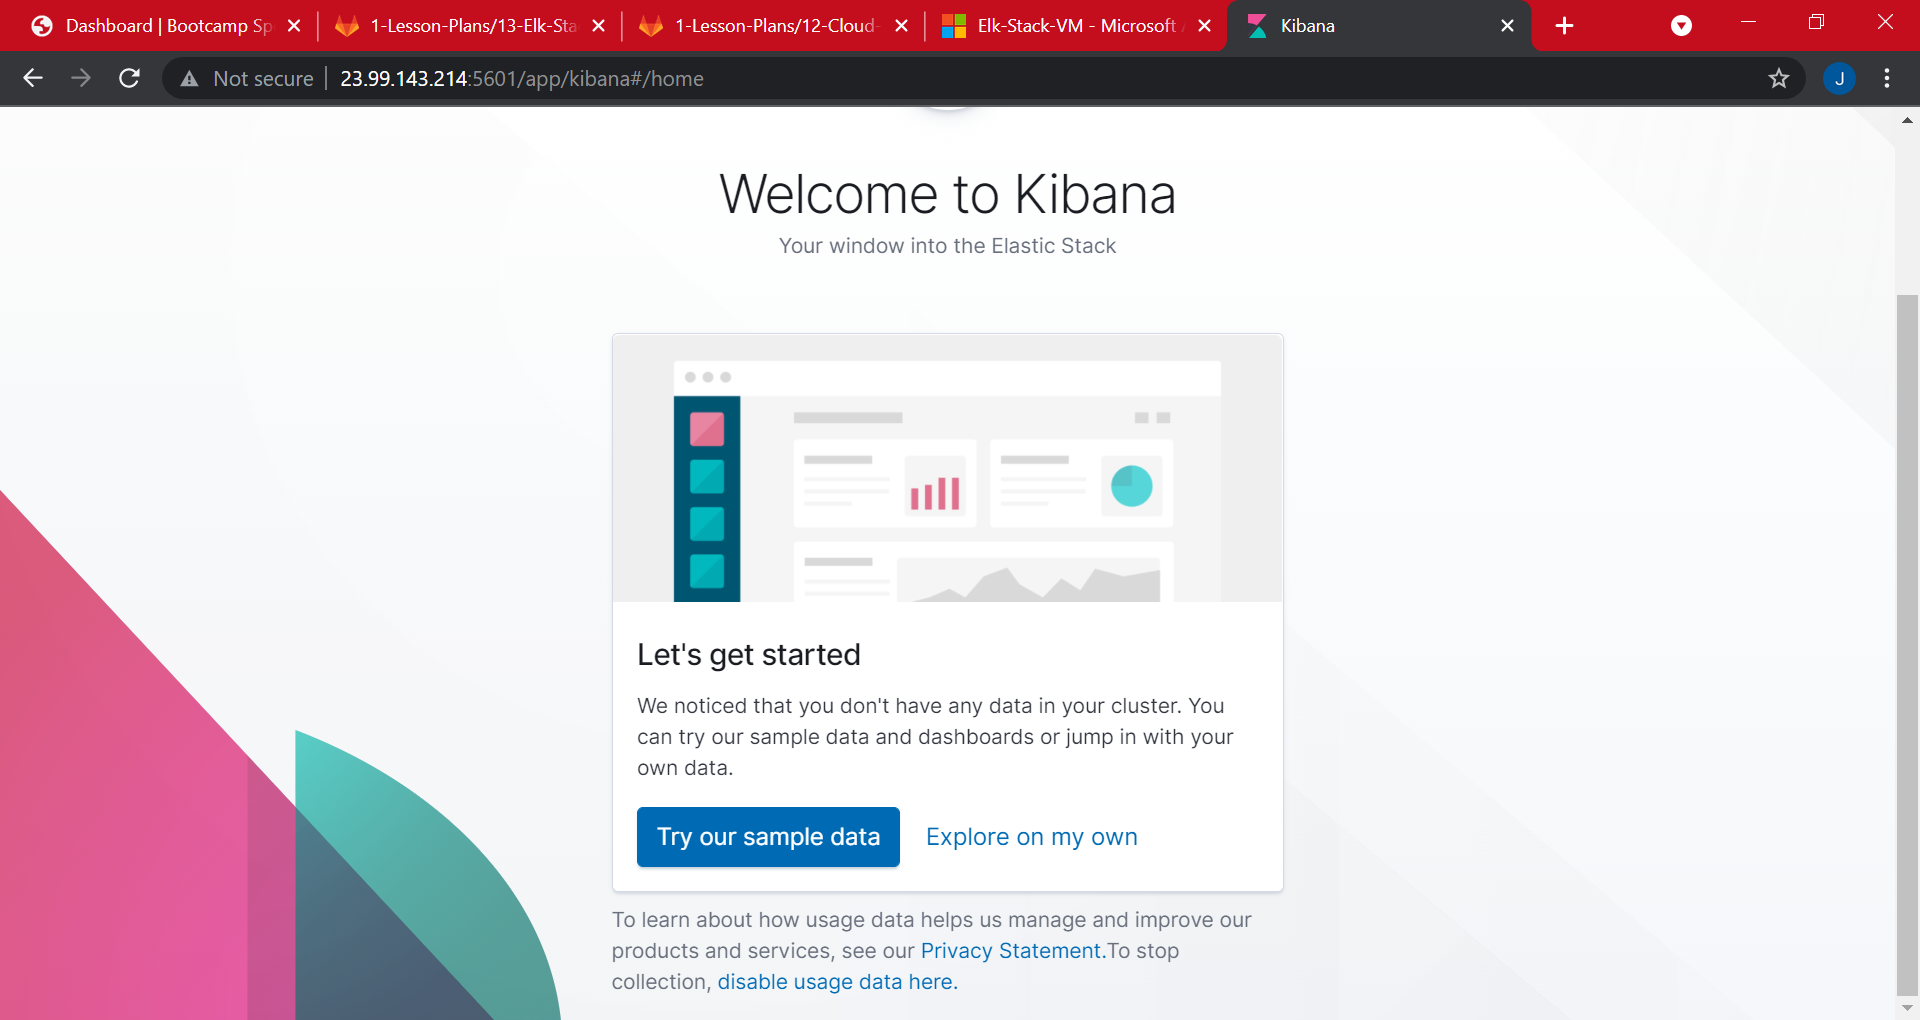 Dashboard | Bootcamp Sp
1-Lesson-Plans/13-Elk-Sta
1-Lesson-Plans/12-Cloud-
Elk-Stack-VM - Microsoft A
Kibana
Not secure
23.99.143.214:5601/app/kibana#/home
J
Welcome to Kibana
Your window into the Elastic Stack
Let's get started
We noticed that you don't have any data in your cluster. You
can try our sample data and dashboards or jump in with your
own data.
Try our sample data
Explore on my own
To learn about how usage data helps us manage and improve our
products and services, see our Privacy Statement.To stop
collection, disable usage data here.